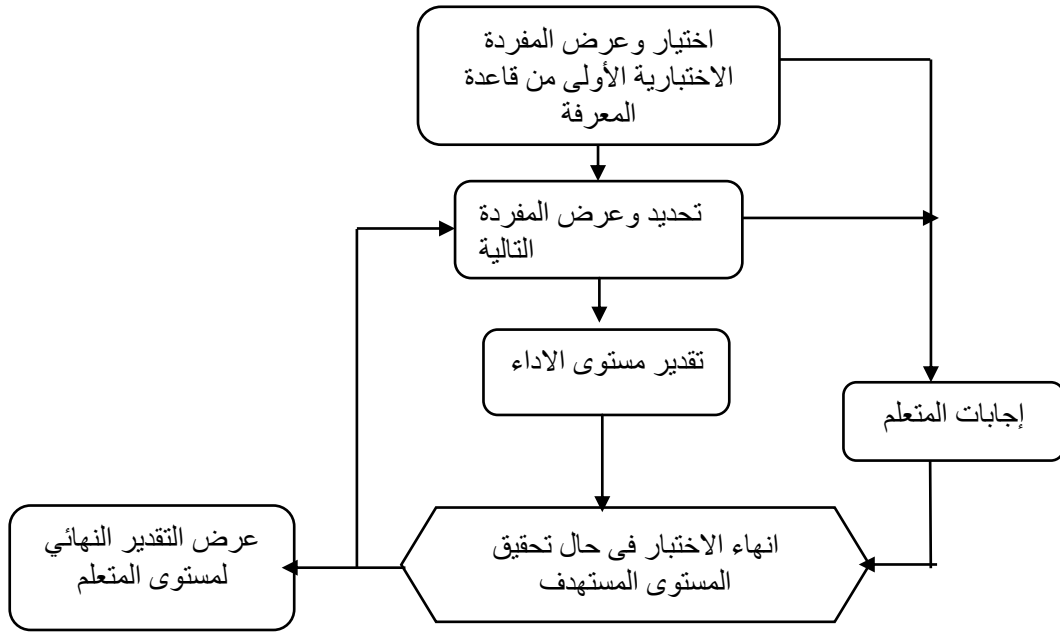 اختيار وعرض المفردة
الاختبارية الأولى من قاعدة
المعرفة
تحديد وعرض المفردة
التالية
تقدير مستوى الاداء
إجابات المتعلم
انهاء الاختبار فى حال تحقيق
المستوى المستهدف
عرض التقدير النهائي
لمستوى المتعلم